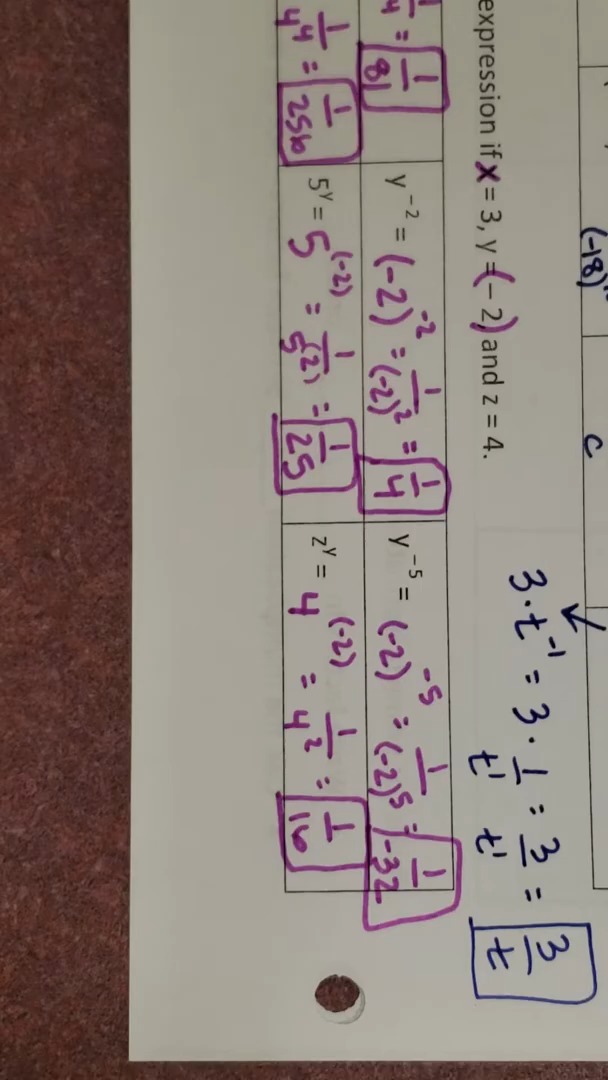 (-18)
c
3 · t⁻¹ = 3 · 1/t¹ = 3/t¹ = 3/t
expression if x = 3, y = (- 2) and z = 4.
4 = 1/81
y⁻² = (-2)⁻² = 1/(-2)² = 1/4
y⁻⁵ = (-2)⁻⁵ = 1/(-2)⁵ = 1/-32
1/4⁴ = 1/256
5ʸ = 5⁽⁻²⁾ = 1/5⁽²⁾ = 1/25
zʸ = 4⁽⁻²⁾ = 1/4² = 1/16